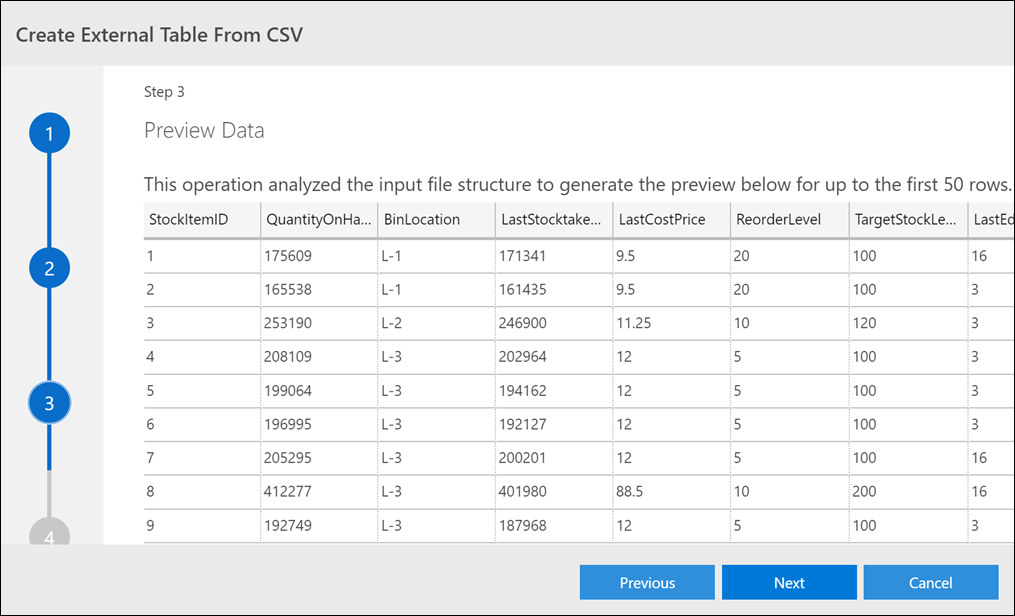 Create External Table From CSV
Step 3
1
Preview Data
This operation analyzed the input file structure to generate the preview below for up to the first 50 rows.
StockItemID QuantityOnHa... BinLocation LastStocktake... LastCostPrice ReorderLevel TargetStockLe... LastEd
1 175609 L-1 171341 9.5 20 100 16
2
2 165538 L-1 161435 9.5 20 100 3
3 253190 L-2 246900 11.25 10 120 3
4 208109 L-3 202964 12 5 100 3
5 199064 L-3 194162 12 5 100 3
3
6 196995 L-3 192127 12 5 100 3
7 205295 L-3 200201 12 5 100 16
8 412277 L-3 401980 88.5 10 200 16
9 192749 L-3 187968 12 5 100 3
4
Previous Next Cancel